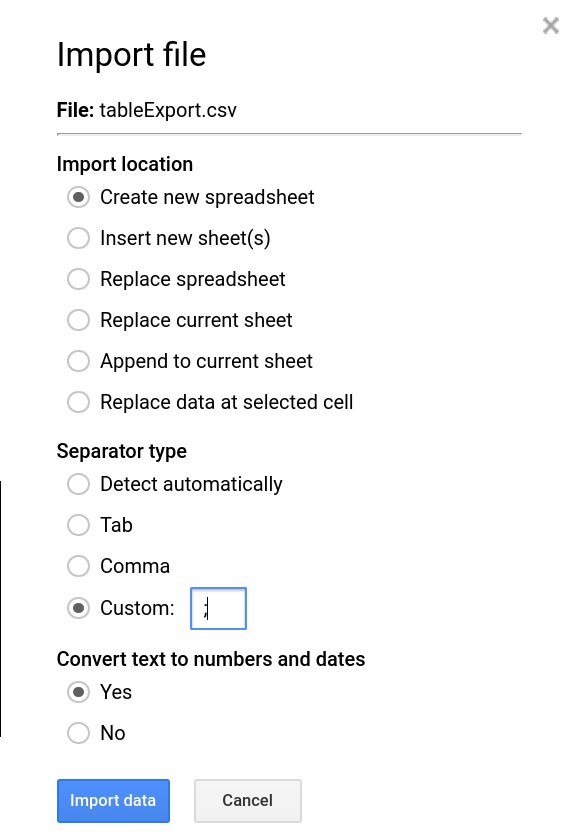 Import file
File: tableExport.csv
Import location
Create new spreadsheet
Insert new sheet(s)
Replace spreadsheet
Replace current sheet
Append to current sheet
Replace data at selected cell
Separator type
Detect automatically
Tab
Comma
Custom: ;
Convert text to numbers and dates
Yes
No
Import data Cancel